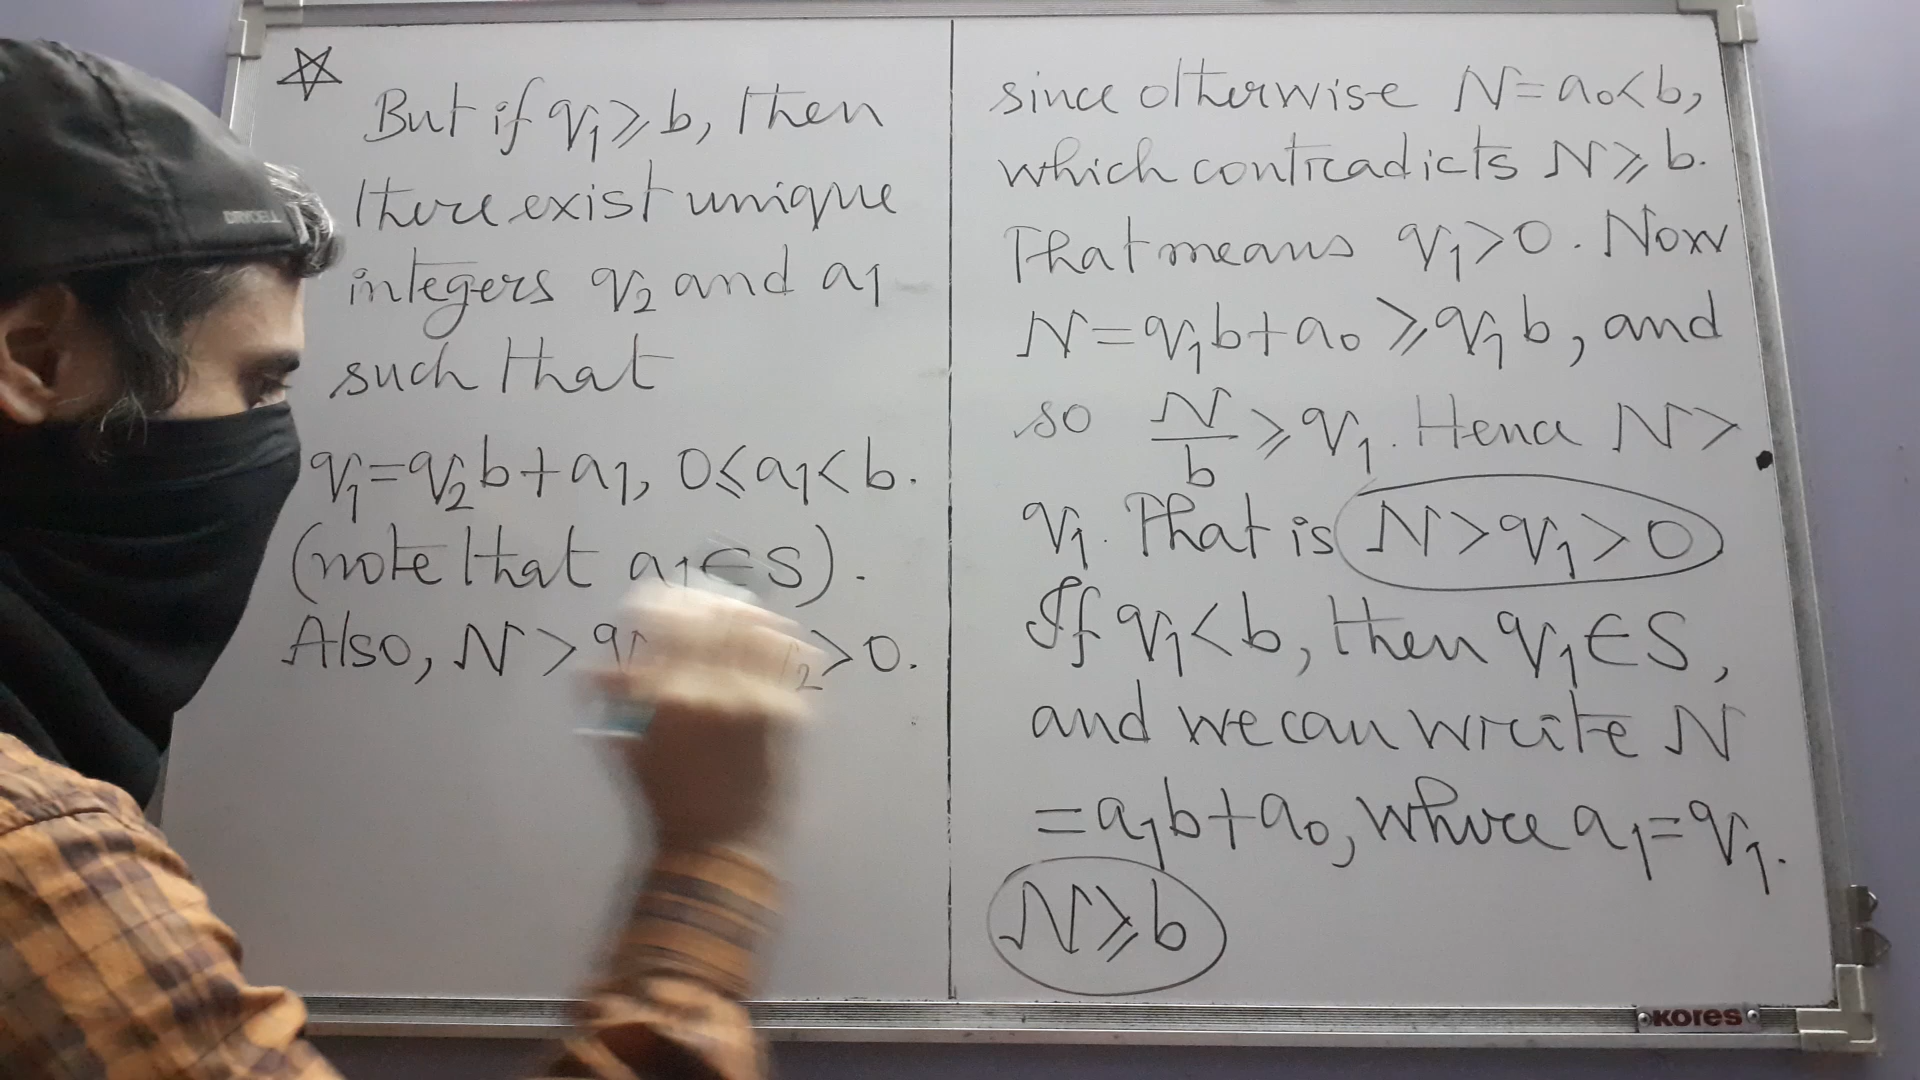 But if q₁ ⩾ b, then
there exist unique
integers q₂ and a₁
such that
q₁ = q₂b + a₁, 0 ⩽ a₁ < b.
(note that a₁ ∈ S).
Also, N > q₂ > 0.
since otherwise N = a₀ < b,
which contradicts N ⩾ b.
That means q₁ > 0. Now
N = q₁b + a₀ ⩾ q₁b, and
so N/b ⩾ q₁. Hence N >
q₁. That is N > q₁ > 0
If q₁ < b, then q₁ ∈ S,
and we can write N
= a₁b + a₀, where a₁ = q₁.
N ⩾ b
DRYCELL
KORES